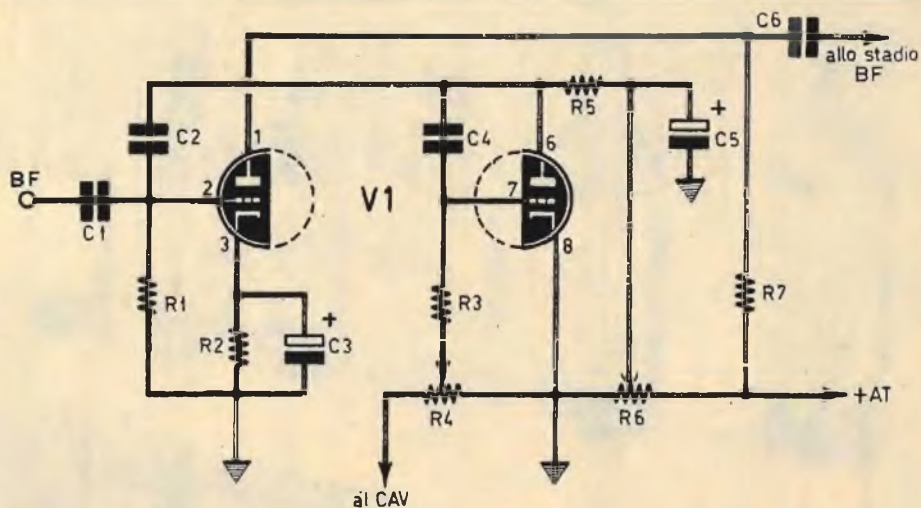 C6
allo stadio
BF
1
6
R5
+
C5
C2
C4
BF
2
V1
7
C1
3
8
R1
R2
+
C3
R3
R7
R4
R6
+AT
al CAV